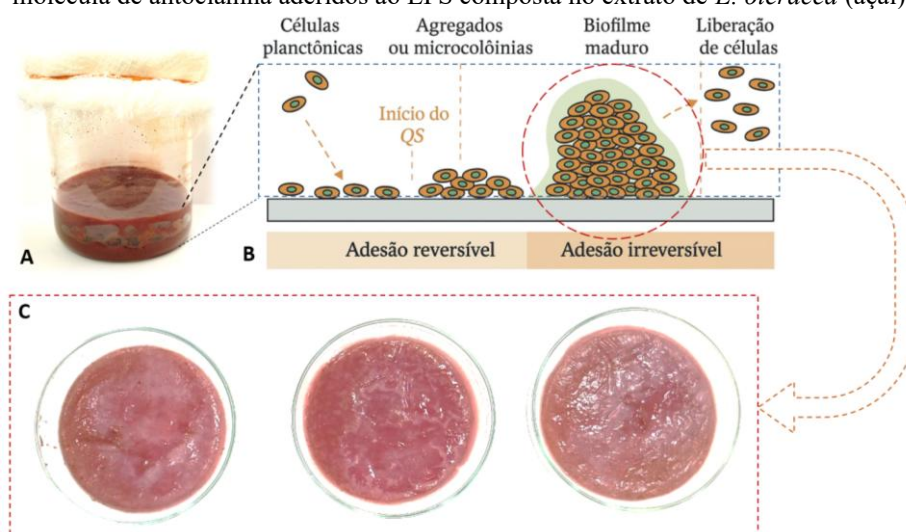 molécula de antocianina aderidos ao EPS composta no extrato de E. oleracea (açaí)
Células
planctônicas
Agregados
ou microcolôinias
Biofilme
maduro
Liberação
de células
Início do
QS
A
B
Adesão reversível
Adesão irreversível
C